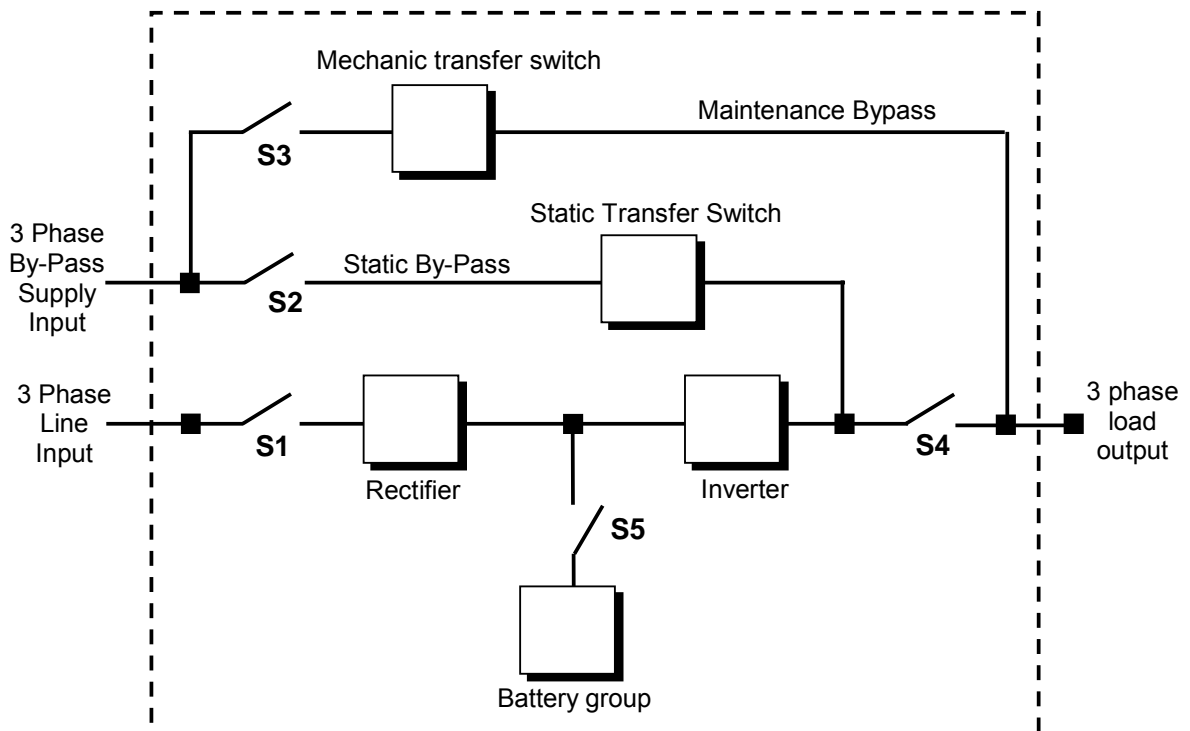 Mechanic transfer switch
Maintenance Bypass
S3
Static Transfer Switch
3 Phase
By-Pass
Supply
Input
Static By-Pass
S2
3 Phase
Line
Input
S1
Rectifier
Inverter
S4
3 phase
load
output
S5
Battery group